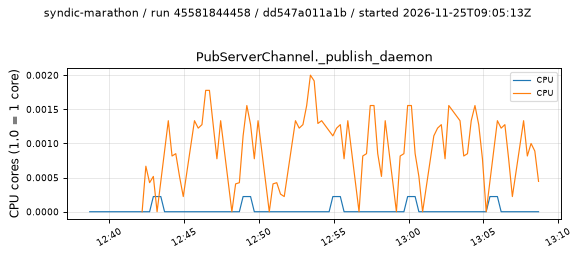 syndic-marathon / run 45581844458 / dd547a011a1b / started 2026-11-25T09:05:13Z
PubServerChannel._publish_daemon
CPU cores (1.0 = 1 core)
0.0020
0.0015
0.0010
0.0005
0.0000
CPU
CPU
12:40
12:45
12:50
12:55
13:00
13:05
13:10